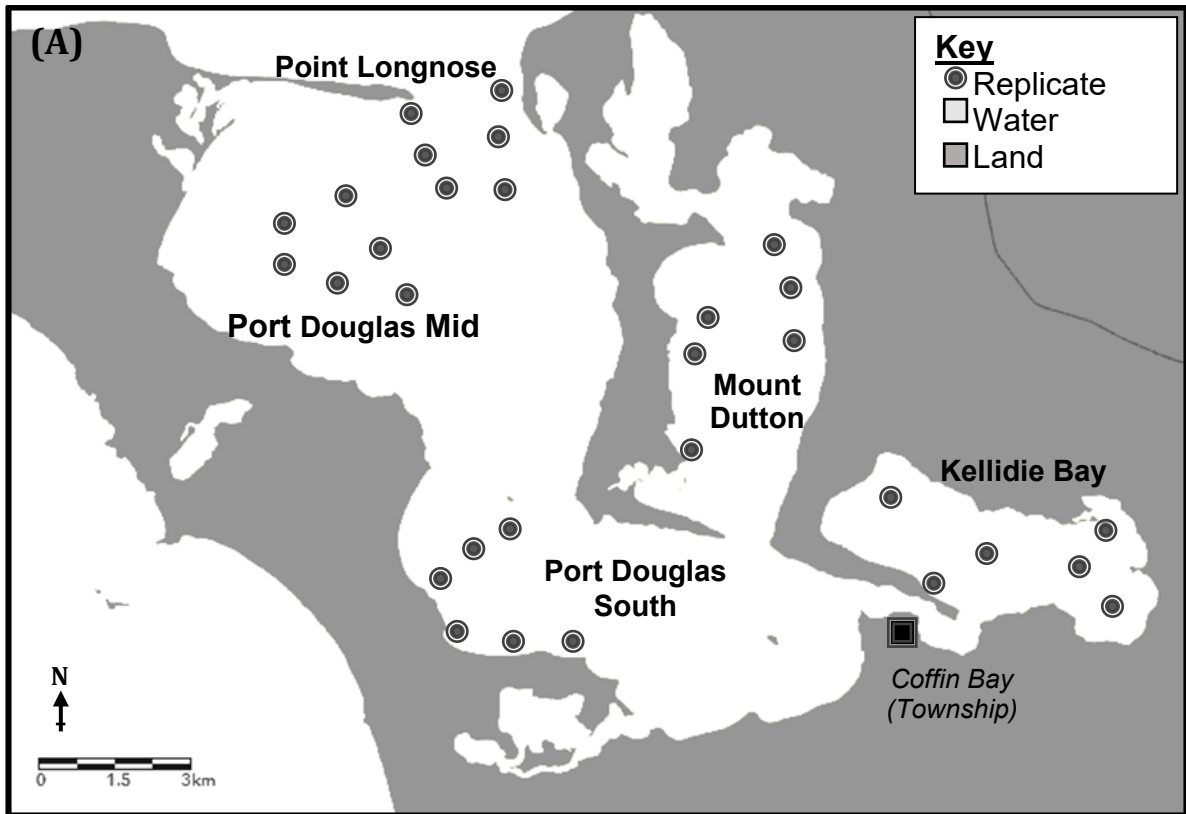 (A)
Point Longnose
Key
Replicate
Water
Land
Port Douglas Mid
Mount
Dutton
Kellidie Bay
Port Douglas
South
Coffin Bay
(Township)
N
0 1.5 3km